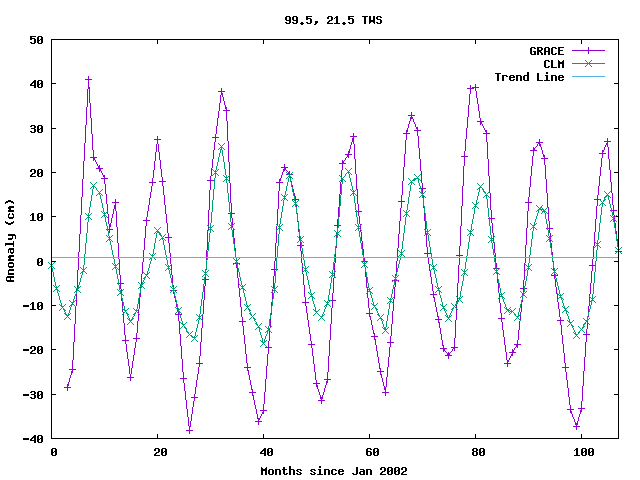 99.5, 21.5 TWS
GRACE
CLM
Trend Line
Anomaly (cm)
50
40
30
20
10
0
-10
-20
-30
-40
0 20 40 60 80 100
Months since Jan 2002